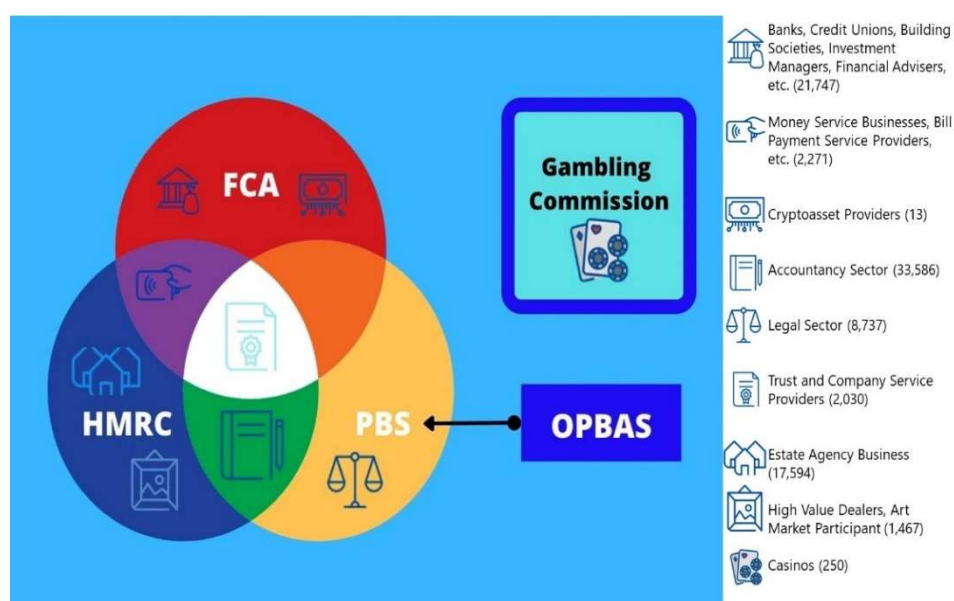 FCA
HMRC
PBS
Gambling
Commission
OPBAS
Banks, Credit Unions, Building
Societies, Investment
Managers, Financial Advisers,
etc. (21,747)
Money Service Businesses, Bill
Payment Service Providers,
etc. (2,271)
Cryptoasset Providers (13)
Accountancy Sector (33,586)
Legal Sector (8,737)
Trust and Company Service
Providers (2,030)
Estate Agency Business
(17,594)
High Value Dealers, Art
Market Participant (1,467)
Casinos (250)